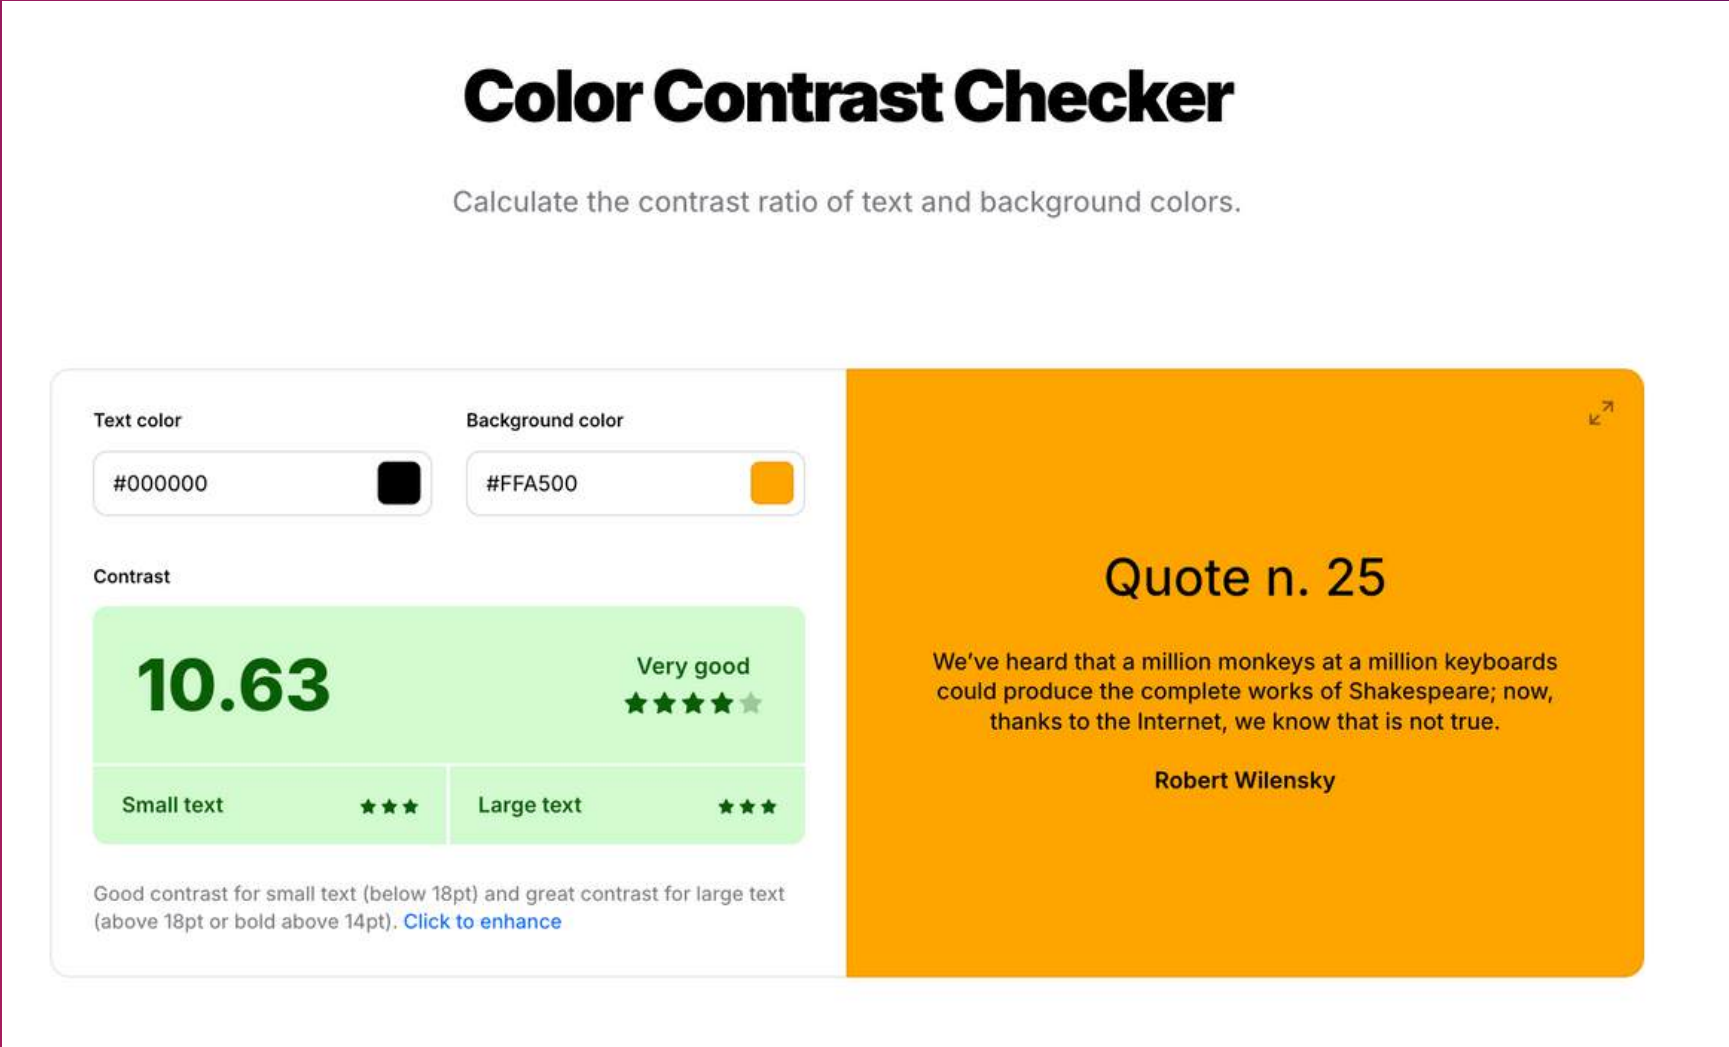 Color Contrast Checker
Calculate the contrast ratio of text and background colors.
Text color
Background color
#000000
#FFA500
Contrast
10.63
Very good
Small text
Large text
Good contrast for small text (below 18pt) and great contrast for large text
(above 18pt or bold above 14pt). Click to enhance
Quote n. 25
We’ve heard that a million monkeys at a million keyboards
could produce the complete works of Shakespeare; now,
thanks to the Internet, we know that is not true.
Robert Wilensky